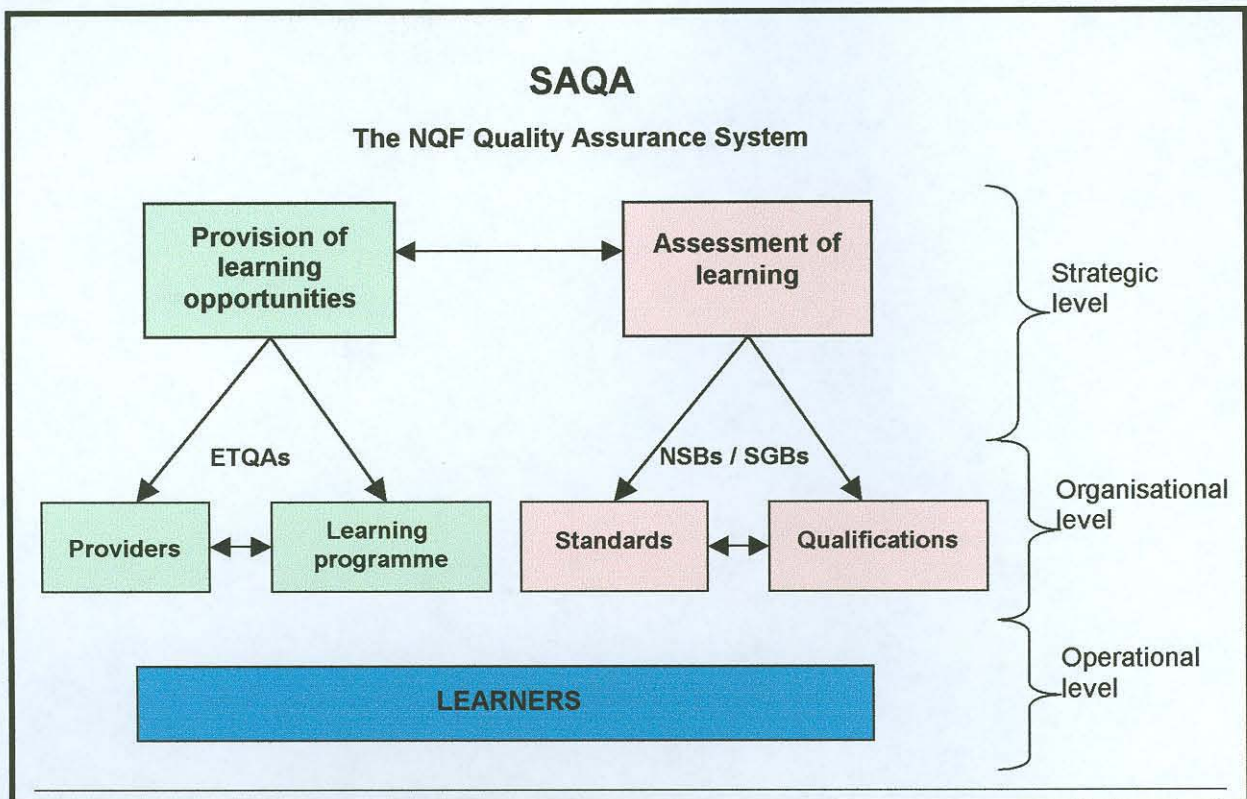 SAQA
The NQF Quality Assurance System
Provision of
learning
opportunities
Assessment of
learning
Strategic
level
ETQAs
NSBs / SGBs
Organisational
level
Providers
Learning
programme
Standards
Qualifications
Operational
level
LEARNERS